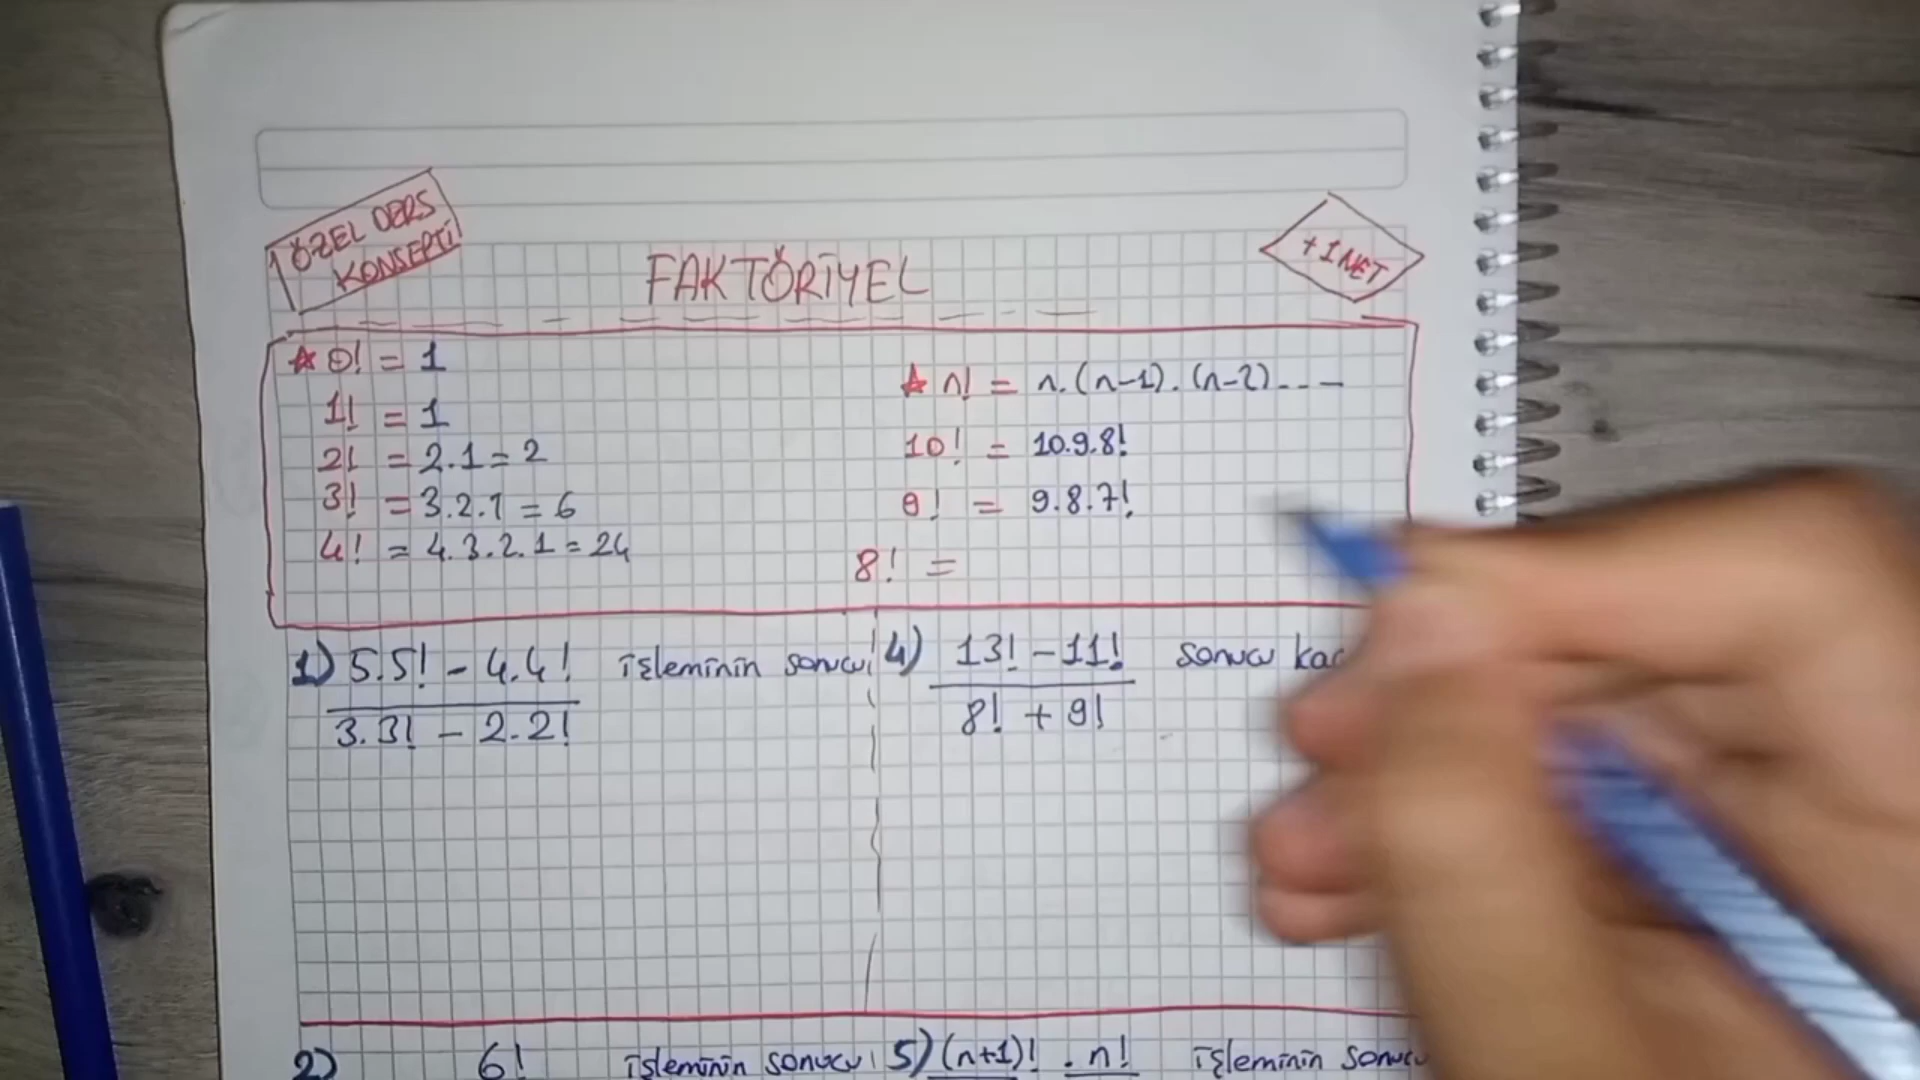 ÖZEL DERS
KONSEPTİ
FAKTÖRİYEL
+1 NET
0! = 1
1! = 1
2! = 2.1 = 2
3! = 3.2.1 = 6
4! = 4.3.2.1 = 24
n! = n.(n-1).(n-2)...-
10! = 10.9.8!
9! = 9.8.7!
8! =
1) 5.5! - 4.4! işleminin sonucu
3.3! - 2.2!
4) 13! - 11! sonucu kaç
8! + 9!
2) 6! işleminin sonucu
5) (n+1)! . n! işleminin sonucu